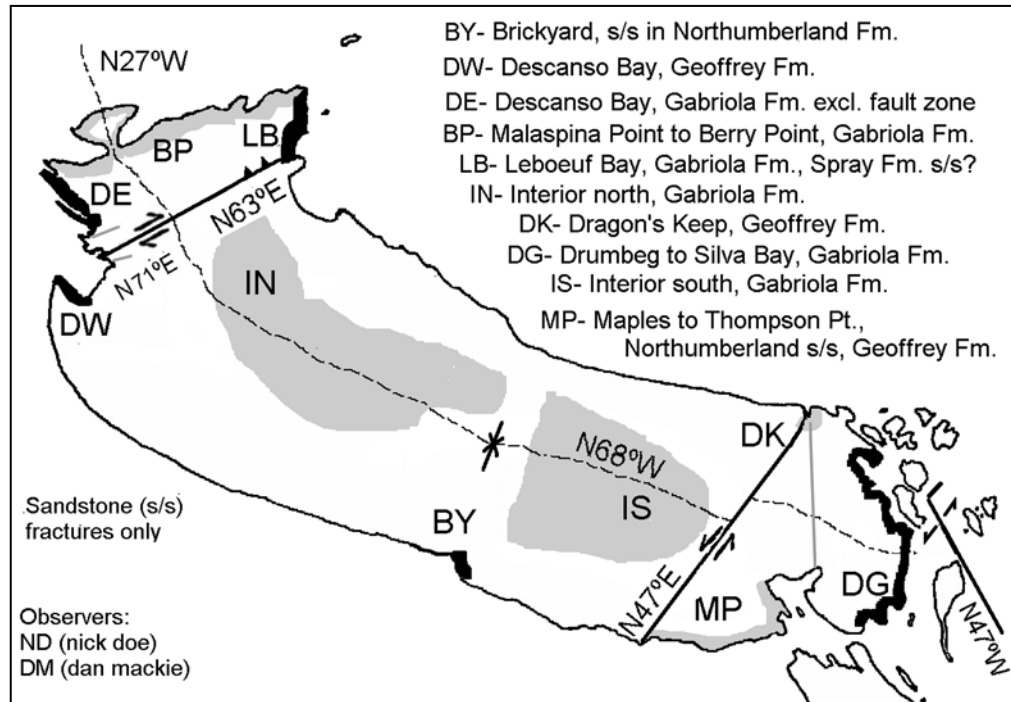 BY- Brickyard, s/s in Northumberland Fm.
DW- Descanso Bay, Geoffrey Fm.
DE- Descanso Bay, Gabriola Fm. excl. fault zone
BP- Malaspina Point to Berry Point, Gabriola Fm.
LB- Leboeuf Bay, Gabriola Fm., Spray Fm. s/s?
IN- Interior north, Gabriola Fm.
DK- Dragon's Keep, Geoffrey Fm.
DG- Drumbeg to Silva Bay, Gabriola Fm.
IS- Interior south, Gabriola Fm.
MP- Maples to Thompson Pt.,
Northumberland s/s, Geoffrey Fm.
N27ºW
LB
BP
DE
N63ºE
N71ºE
IN
DW
DK
N68ºW
IS
BY
N47ºE
MP
DG
N47ºW
Sandstone (s/s)
fractures only
Observers:
ND (nick doe)
DM (dan mackie)